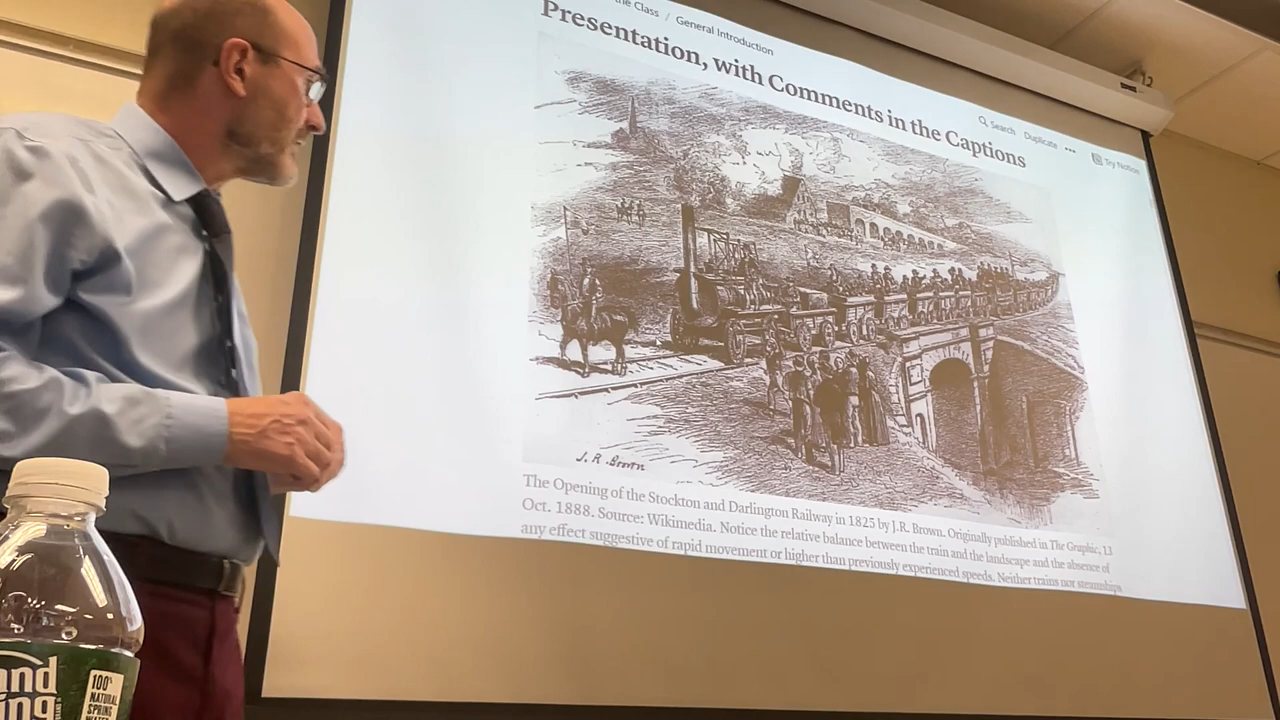 the Class / General Introduction
Presentation, with Comments in the Captions
Search Duplicate ••• Try Notion
J. R. Brown
The Opening of the Stockton and Darlington Railway in 1825 by J.R. Brown. Originally published in The Graphic, 13
Oct. 1888. Source: Wikimedia. Notice the relative balance between the train and the landscape and the absence of
any effect suggestive of rapid movement or higher than previously experienced speeds. Neither trains nor steamships
and
ing
100%
NATURAL
SPRING
WATER